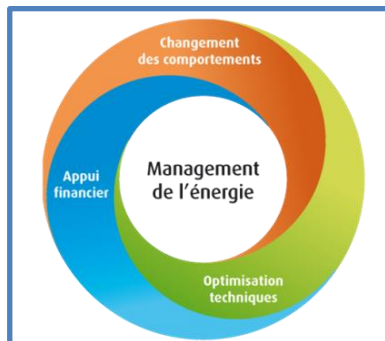 Changement
des comportements
Appui
financier
Management
de l'énergie
Optimisation
techniques